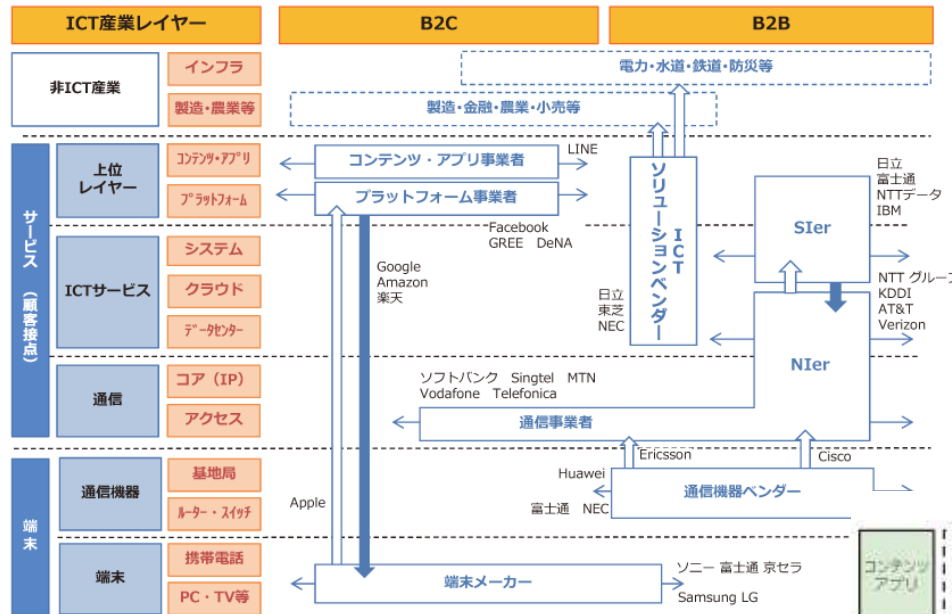 ICT産業レイヤー
B2C
B2B
非ICT産業
インフラ
製造・農業等
電力・水道・鉄道・防災等
製造・金融・農業・小売等
サービス（顧客接点）
上位
レイヤー
コンテンツ・アプリ
プラットフォーム
コンテンツ・アプリ事業者
LINE
プラットフォーム事業者
Facebook
GREE DeNA
Google
Amazon
楽天
ICT
ソリューションベンダー
日立
東芝
NEC
SIer
日立
富士通
NTTデータ
IBM
ICTサービス
システム
クラウド
データセンター
NTT グループ
KDDI
AT&T
Verizon
NIer
通信
コア（IP）
アクセス
ソフトバンク Singtel MTN
Vodafone Telefonica
通信事業者
端末
通信機器
基地局
ルーター・スイッチ
Apple
Ericsson
Cisco
Huawei
富士通 NEC
通信機器ベンダー
端末
携帯電話
PC・TV等
端末メーカー
ソニー 富士通 京セラ
Samsung LG
コンテンツ
アプリ